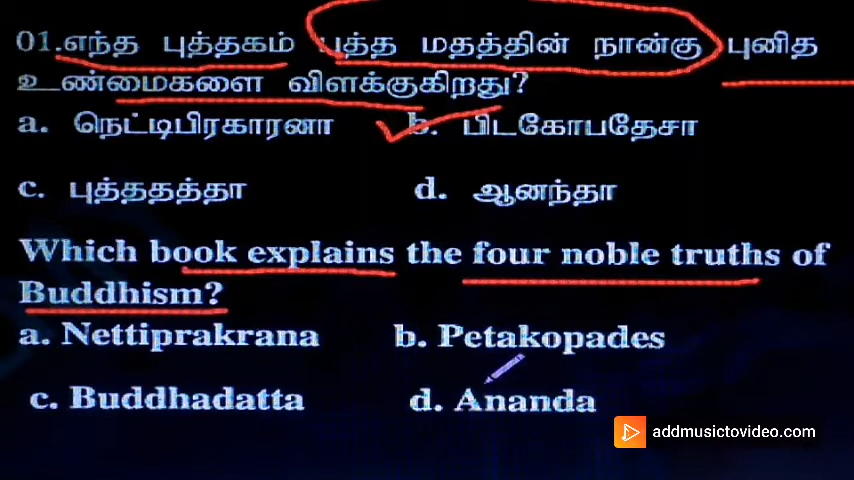 01.எந்த புத்தகம் புத்த மதத்தின் நான்கு புனித
உண்மைகளை விளக்குகிறது?
a. நெட்டிபிரகாரனா b. பிடகோபதேசா
c. புத்ததத்தா d. ஆனந்தா
Which book explains the four noble truths of
Buddhism?
a. Nettiprakrana b. Petakopades
c. Buddhadatta d. Ananda
addmusictovideo.com